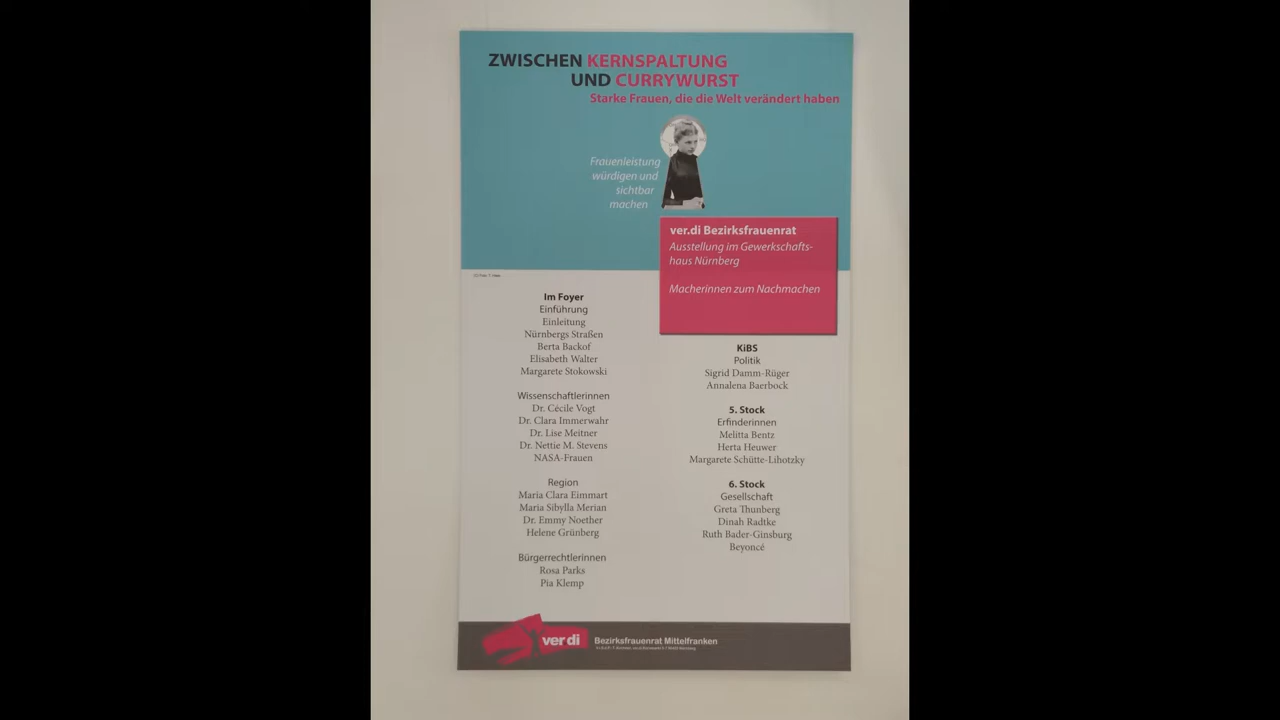 ZWISCHEN KERNSPALTUNG
UND CURRYWURST
Starke Frauen, die die Welt verändert haben
Frauenleistung
würdigen und
sichtbar
machen
ver.di Bezirksfrauenrat
Ausstellung im Gewerkschafts-
haus Nürnberg
Macherinnen zum Nachmachen
Im Foyer
Einführung
Einleitung
Nürnbergs Straßen
Berta Backof
Elisabeth Walter
Margarete Stokowski
Wissenschaftlerinnen
Dr. Cécile Vogt
Dr. Clara Immerwahr
Dr. Lise Meitner
Dr. Nettie M. Stevens
NASA-Frauen
Region
Maria Clara Eimmart
Maria Sibylla Merian
Dr. Emmy Noether
Helene Grünberg
Bürgerrechtlerinnen
Rosa Parks
Pia Klemp
KiBS
Politik
Sigrid Damm-Rüger
Annalena Baerbock
5. Stock
Erfinderinnen
Melitta Bentz
Herta Heuwer
Margarete Schütte-Lihotzky
6. Stock
Gesellschaft
Greta Thunberg
Dinah Radtke
Ruth Bader-Ginsburg
Beyoncé
ver di
Bezirksfrauenrat Mittelfranken